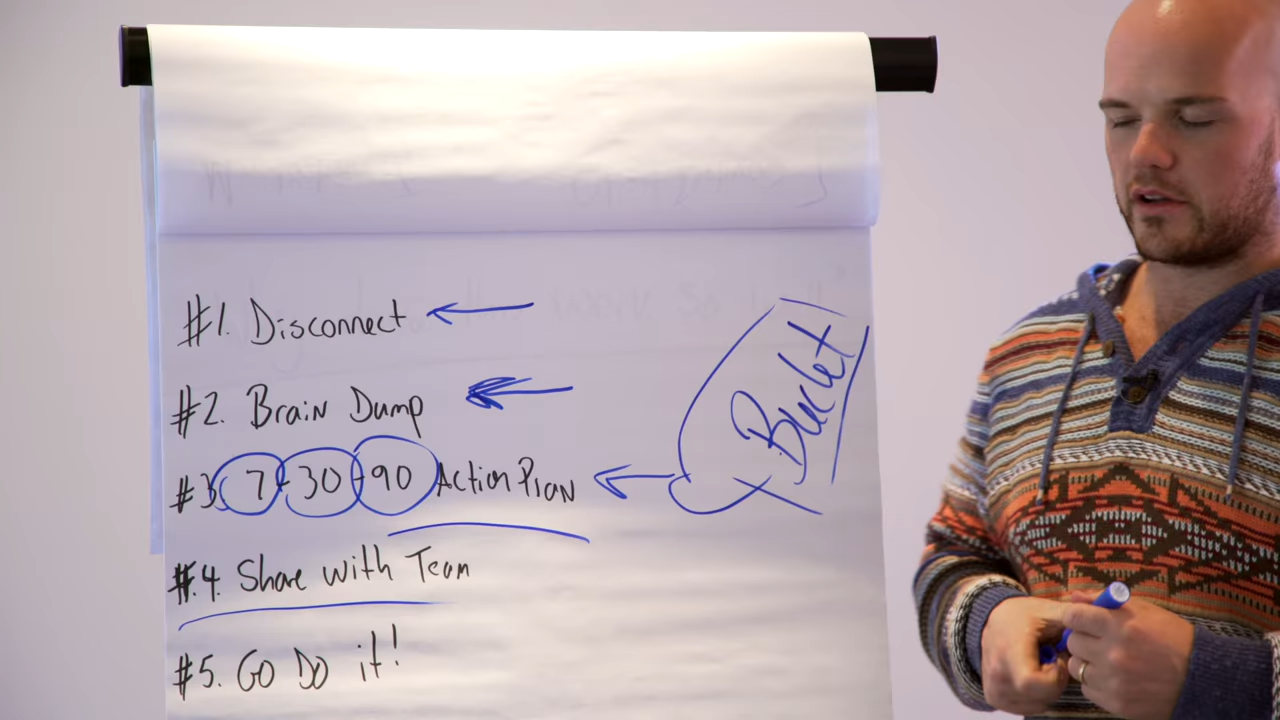 #1. Disconnect
#2. Brain Dump
#3 7-30-90 Action Plan
#4. Share with Team
#5. Go Do it!
Bucket